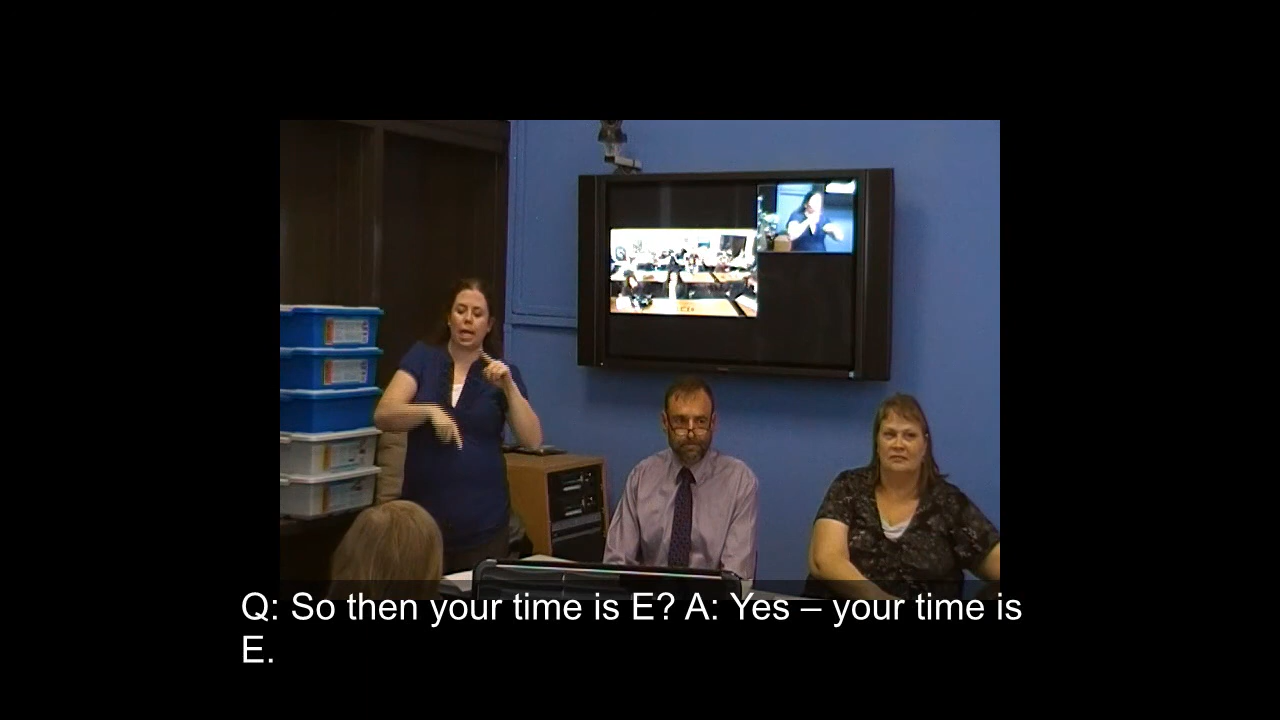 Q: So then your time is E? A: Yes – your time is
E.